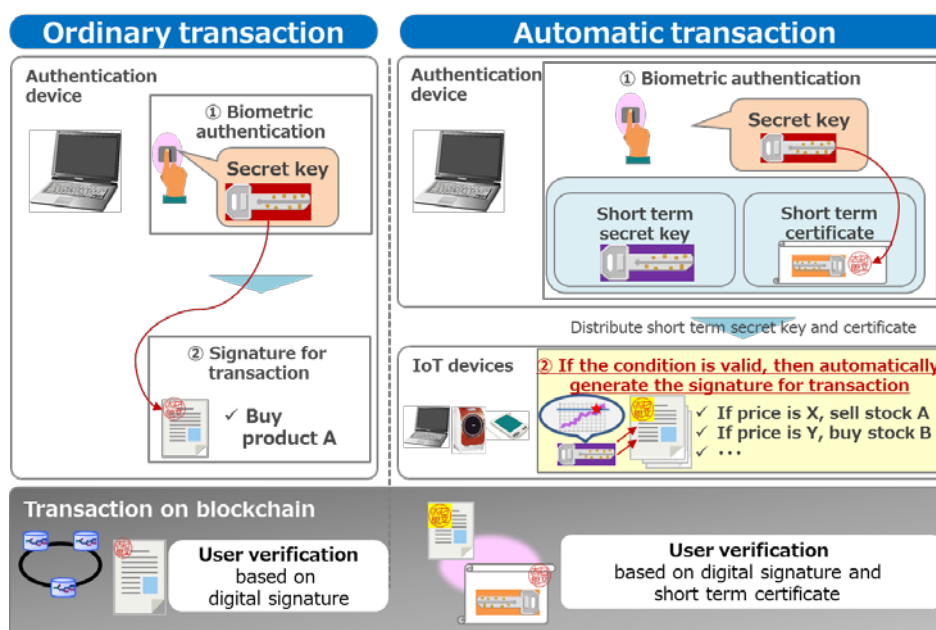 Ordinary transaction
Authentication
device
① Biometric
authentication
Secret key
② Signature for
transaction
✓ Buy
product A
Automatic transaction
Authentication
device
① Biometric authentication
Secret key
Short term
secret key
Short term
certificate
Distribute short term secret key and certificate
IoT devices
② If the condition is valid, then automatically
generate the signature for transaction
✓ If price is X, sell stock A
✓ If price is Y, buy stock B
✓ ···
Transaction on blockchain
User verification
based on
digital signature
User verification
based on digital signature and
short term certificate